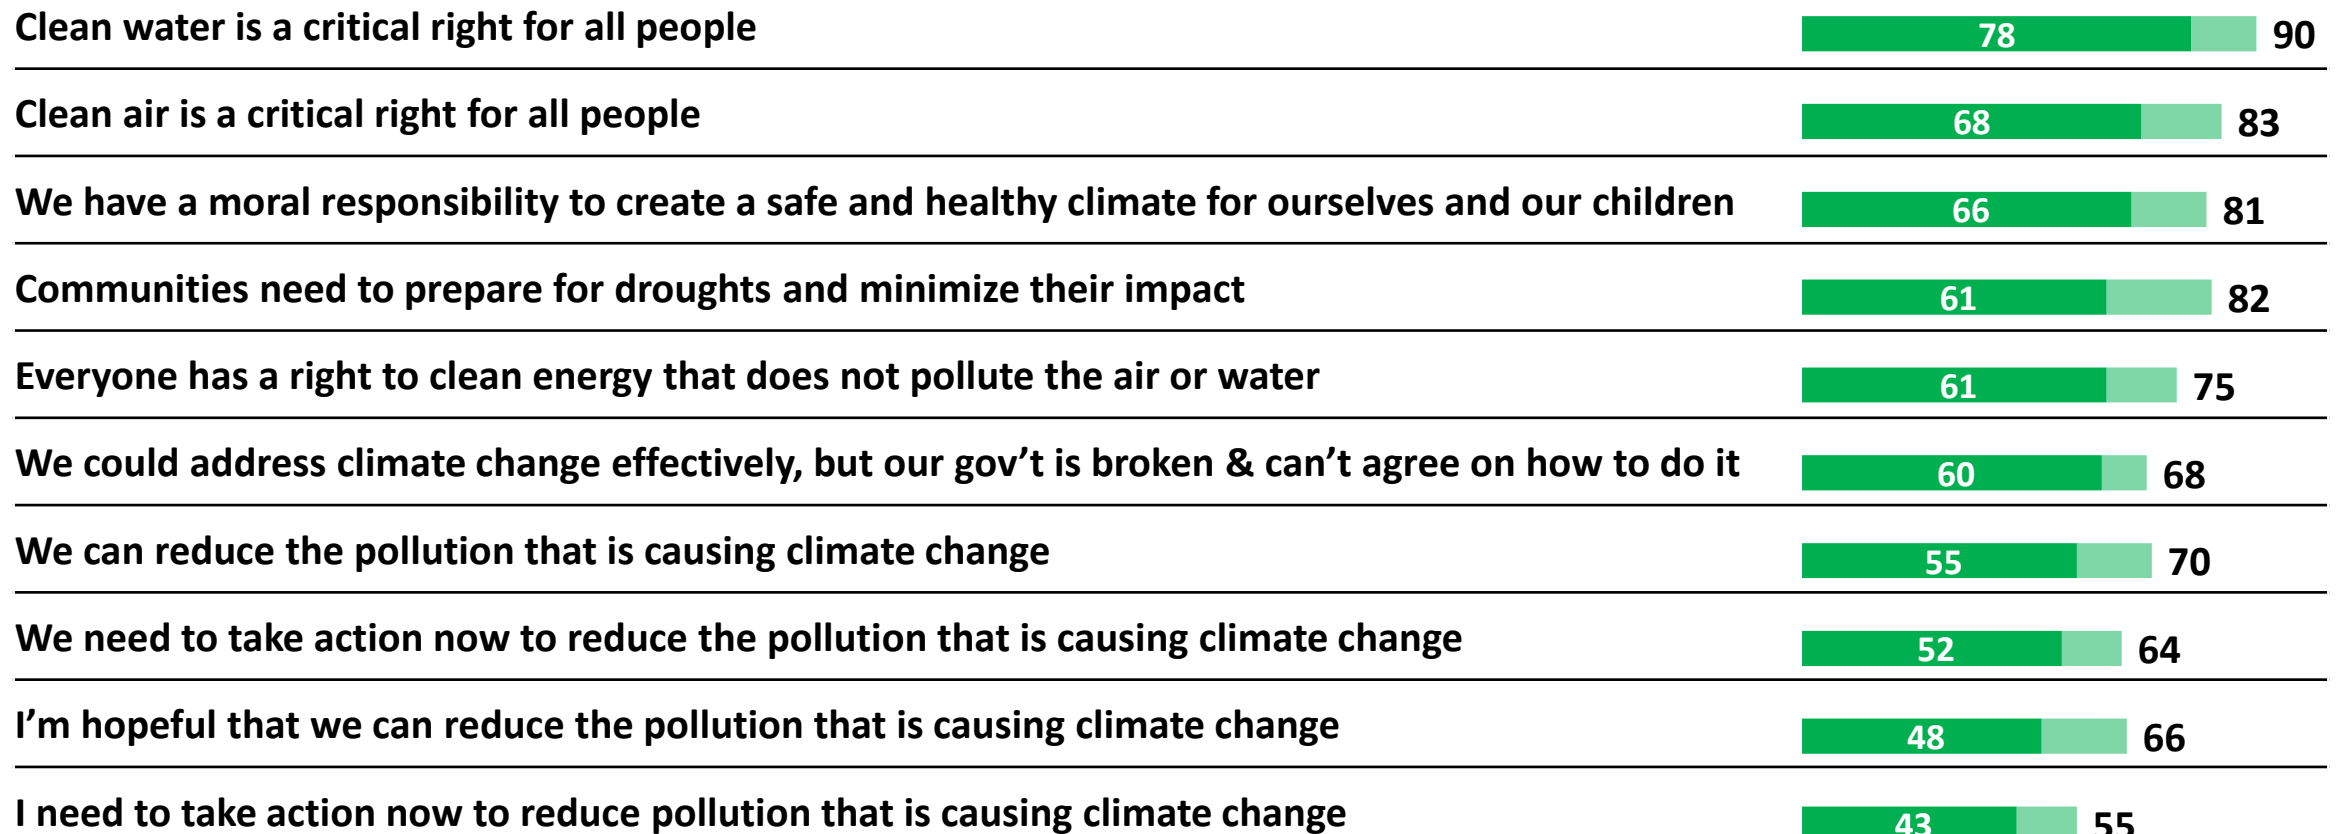 Clean water is a critical right for all people 78 90
Clean air is a critical right for all people 68 83
We have a moral responsibility to create a safe and healthy climate for ourselves and our children 66 81
Communities need to prepare for droughts and minimize their impact 61 82
Everyone has a right to clean energy that does not pollute the air or water 61 75
We could address climate change effectively, but our gov’t is broken & can’t agree on how to do it 60 68
We can reduce the pollution that is causing climate change 55 70
We need to take action now to reduce the pollution that is causing climate change 52 64
I’m hopeful that we can reduce the pollution that is causing climate change 48 66
I need to take action now to reduce pollution that is causing climate change 43 55